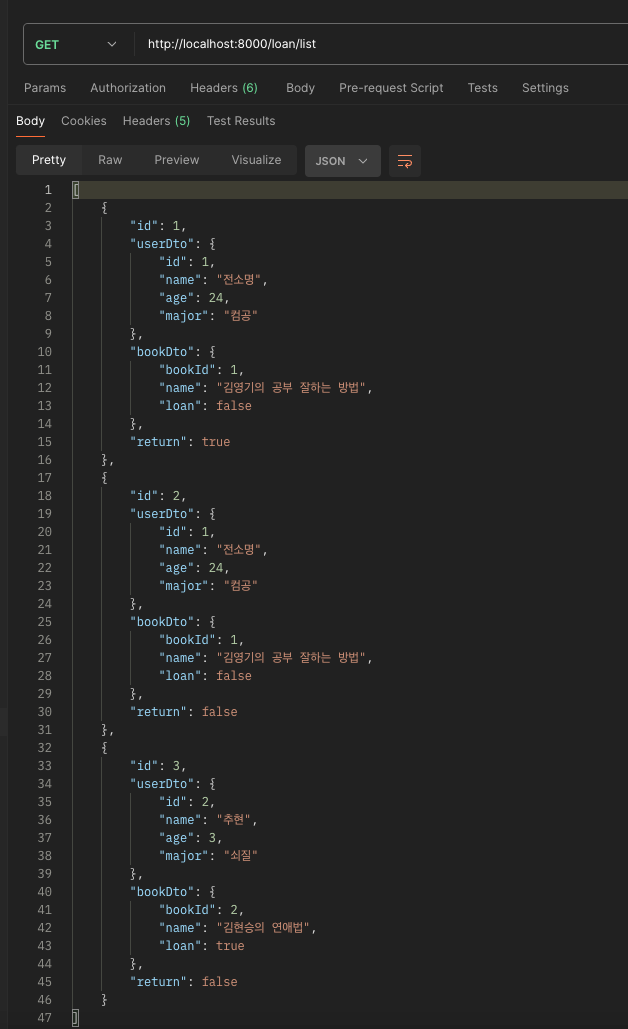 GET http://localhost:8000/loan/list
Params Authorization Headers (6) Body Pre-request Script Tests Settings
Body Cookies Headers (5) Test Results
Pretty Raw Preview Visualize JSON
1 [
2 {
3 "id": 1,
4 "userDto": {
5 "id": 1,
6 "name": "전소명",
7 "age": 24,
8 "major": "컴공"
9 },
10 "bookDto": {
11 "bookId": 1,
12 "name": "김영기의 공부 잘하는 방법",
13 "loan": false
14 },
15 "return": true
16 },
17 {
18 "id": 2,
19 "userDto": {
20 "id": 1,
21 "name": "전소명",
22 "age": 24,
23 "major": "컴공"
24 },
25 "bookDto": {
26 "bookId": 1,
27 "name": "김영기의 공부 잘하는 방법",
28 "loan": false
29 },
30 "return": false
31 },
32 {
33 "id": 3,
34 "userDto": {
35 "id": 2,
36 "name": "추현",
37 "age": 3,
38 "major": "쇠질"
39 },
40 "bookDto": {
41 "bookId": 2,
42 "name": "김현승의 연애법",
43 "loan": true
44 },
45 "return": false
46 }
47 ]